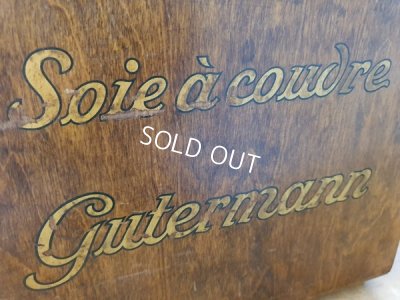 Soie à coudre
SOLD OUT
Gutermann